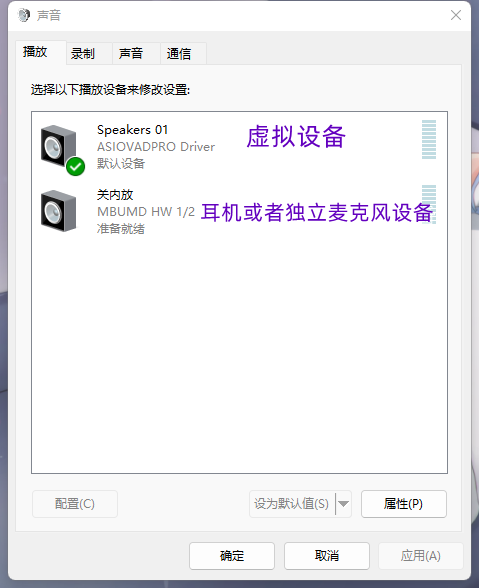 声音
播放 录制 声音 通信
选择以下播放设备来修改设置:
Speakers 01
ASIOVADPRO Driver
默认设备
虚拟设备
关内放
MBUMD HW 1/2
准备就绪
耳机或者独立麦克风设备
配置(C) 设为默认值(S) 属性(P)
确定 取消 应用(A)